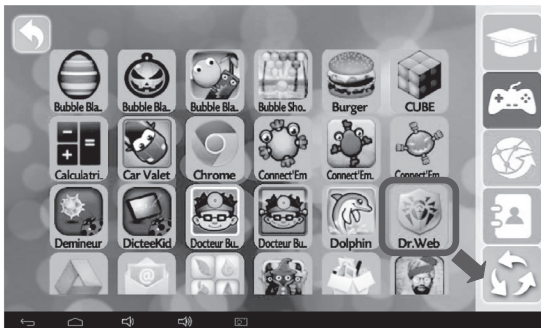 Bubble Bla.. Bubble Bla.. Bubble Bla.. Bubble Sho.. Burger CUBE
Calculatri.. Car Valet Chrome Connect'Em Connect'Em.. Connect'Em
Demineur DicteeKid Docteur Bu.. Docteur Bu.. Dolphin Dr.Web